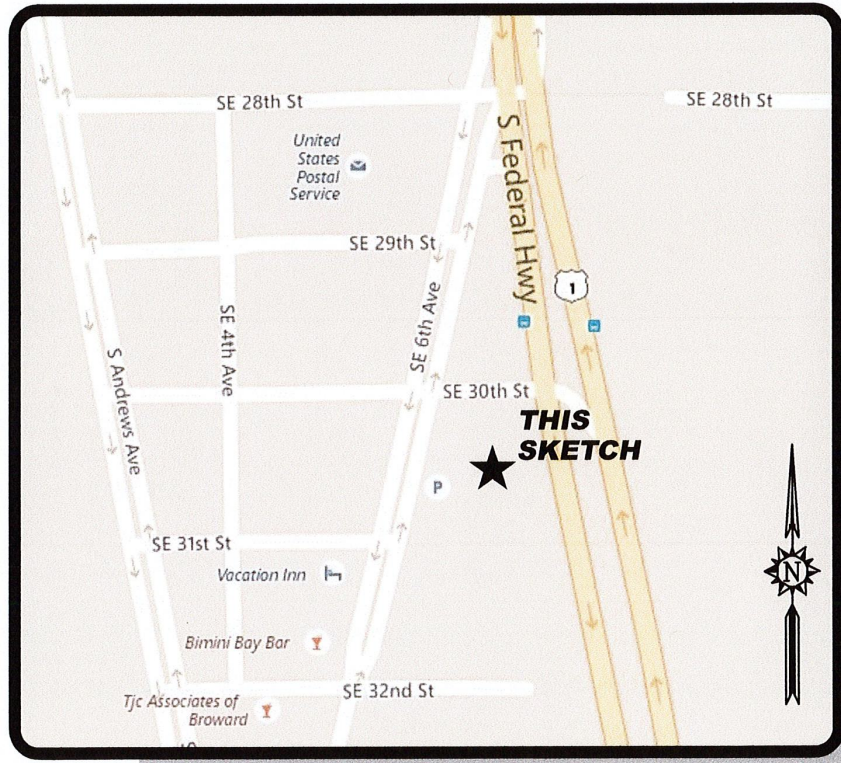 SE 28th St
SE 28th St
United
States
Postal
Service
S Federal Hwy
SE 29th St
1
SE 4th Ave
SE 6th Ave
S Andrews Ave
SE 30th St
THIS
SKETCH
P
SE 31st St
Vacation Inn
N
Bimini Bay Bar
SE 32nd St
Tjc Associates of
Broward